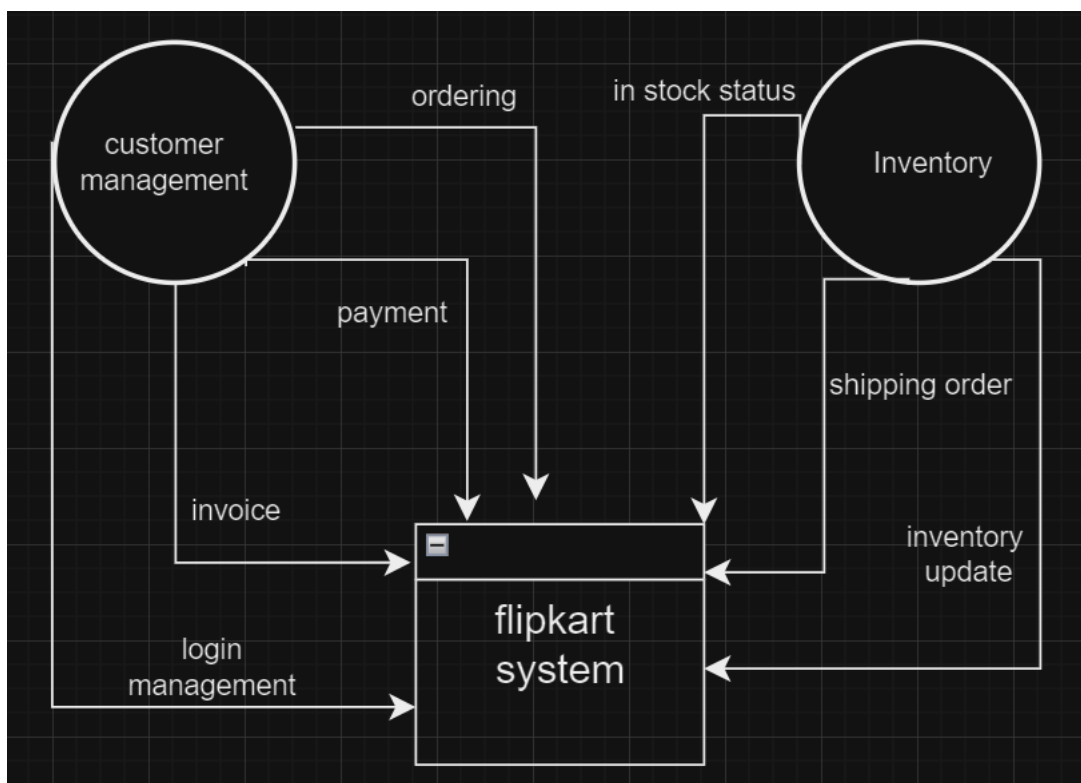 customer
management
ordering
in stock status
Inventory
payment
shipping order
invoice
inventory
update
flipkart
system
login
management